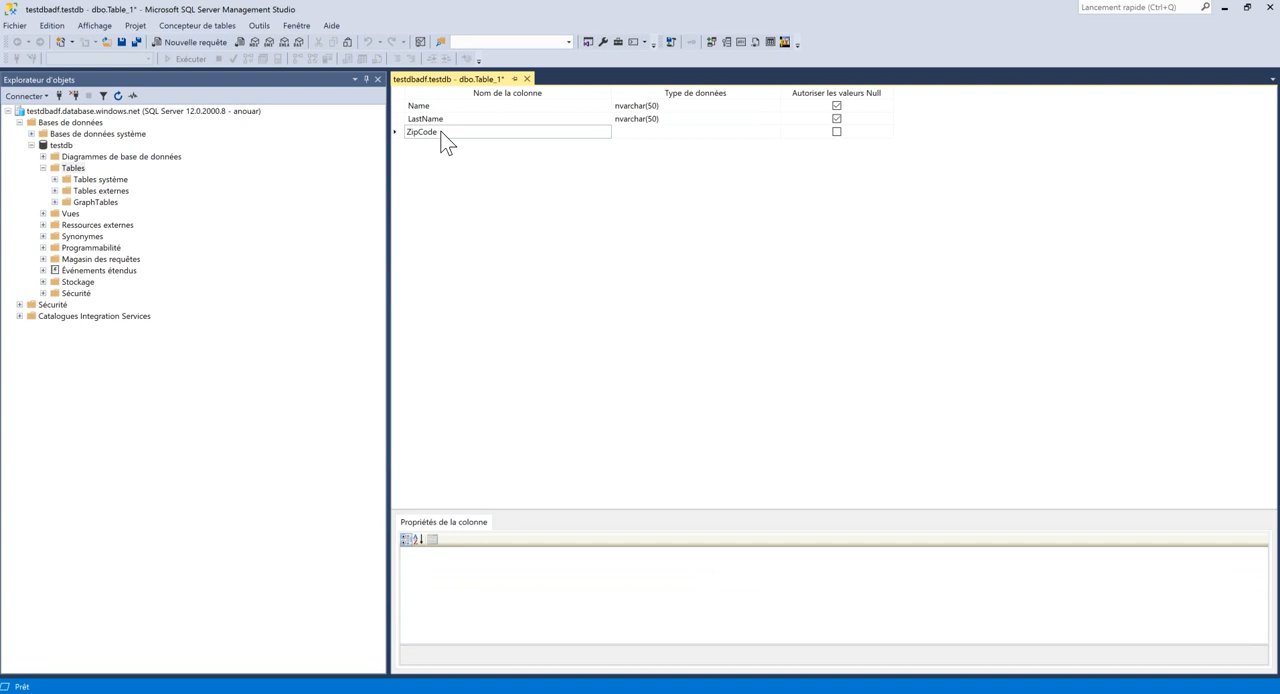 testdbadf.testdb - dbo.Table_1* - Microsoft SQL Server Management Studio
Lancement rapide (Ctrl+Q)
Fichier Edition Affichage Projet Concepteur de tables Outils Fenêtre Aide
Nouvelle requête
Exécuter
Explorateur d'objets
Connecter
testdbadf.database.windows.net (SQL Server 12.0.2000.8 - anouar)
Bases de données
Bases de données système
testdb
Diagrammes de base de données
Tables
Tables système
Tables externes
GraphTables
Vues
Ressources externes
Synonymes
Programmabilité
Magasin des requêtes
Événements étendus
Stockage
Sécurité
Sécurité
Catalogues Integration Services
testdbadf.testdb - dbo.Table_1*
Nom de la colonne Type de données Autoriser les valeurs Null
Name nvarchar(50)
LastName nvarchar(50)
ZipCode
Propriétés de la colonne
Prêt